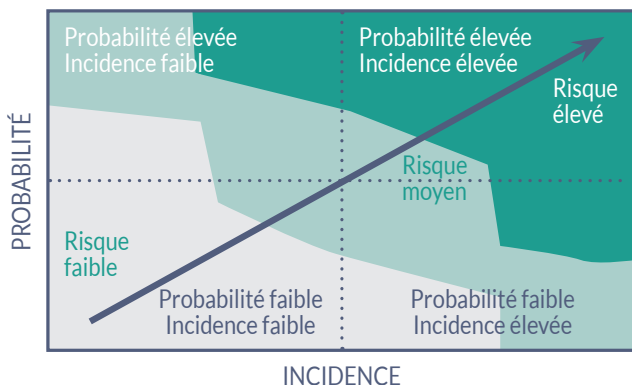 Probabilité élevée
Incidence faible
Probabilité élevée
Incidence élevée
Risque
élevé
Risque
moyen
PROBABILITÉ
Risque
faible
Probabilité faible
Incidence faible
Probabilité faible
Incidence élevée
INCIDENCE